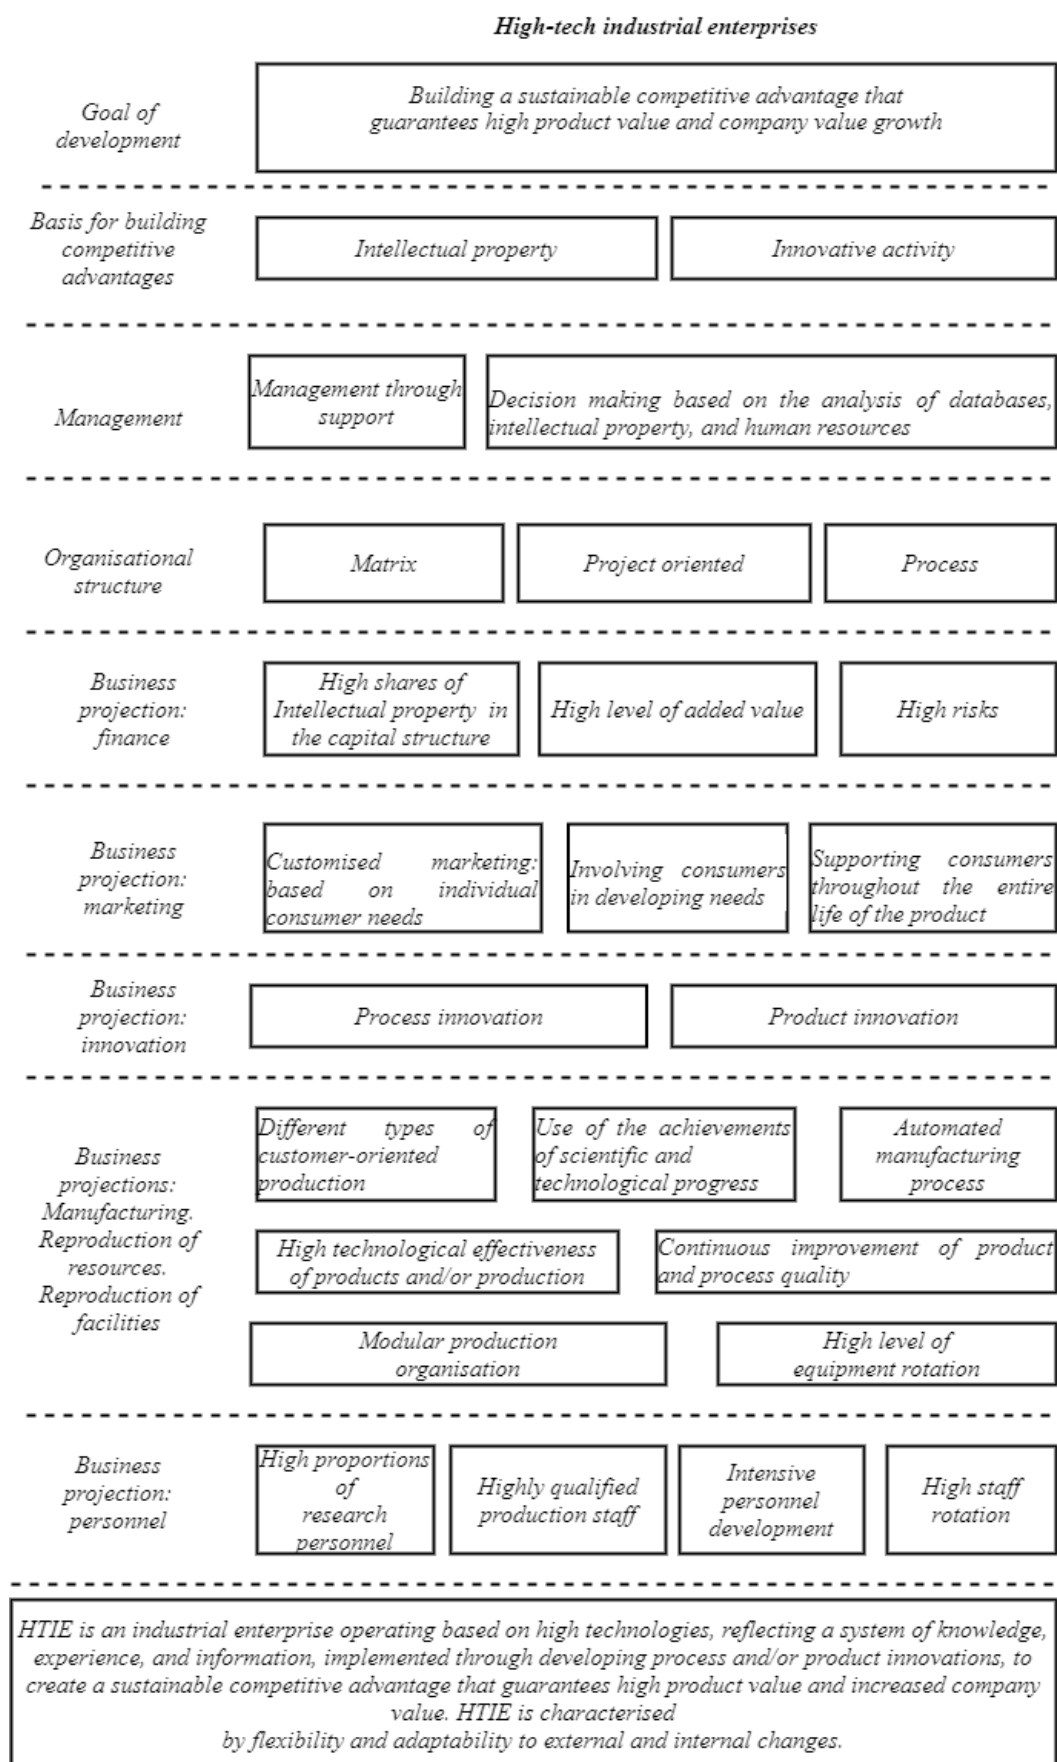 High-tech industrial enterprises
Goal of
development
Building a sustainable competitive advantage that
guarantees high product value and company value growth
Basis for building
competitive
advantages
Intellectual property
Innovative activity
Management
Management through
support
Decision making based on the analysis of databases,
intellectual property, and human resources
Organisational
structure
Matrix
Project oriented
Process
Business
projection:
finance
High shares of
Intellectual property in
the capital structure
High level of added value
High risks
Business
projection:
marketing
Customised marketing:
based on individual
consumer needs
Involving consumers
in developing needs
Supporting consumers
throughout the entire
life of the product
Business
projection:
innovation
Process innovation
Product innovation
Business
projections:
Manufacturing.
Reproduction of
resources.
Reproduction of
facilities
Different types of
customer-oriented
production
Use of the achievements
of scientific and
technological progress
Automated
manufacturing
process
High technological effectiveness
of products and/or production
Continuous improvement of product
and process quality
Modular production
organisation
High level of
equipment rotation
Business
projection:
personnel
High proportions
of
research
personnel
Highly qualified
production staff
Intensive
personnel
development
High staff
rotation
HTIE is an industrial enterprise operating based on high technologies, reflecting a system of knowledge,
experience, and information, implemented through developing process and/or product innovations, to
create a sustainable competitive advantage that guarantees high product value and increased company
value. HTIE is characterised
by flexibility and adaptability to external and internal changes.